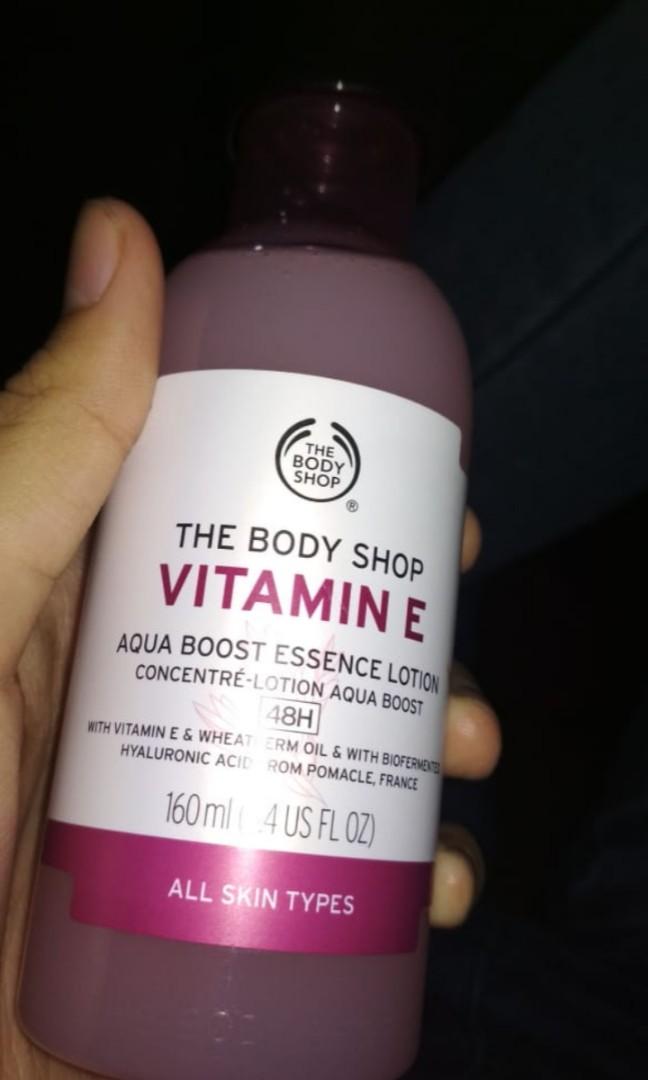 THE
BODY
SHOP
®
THE BODY SHOP
VITAMIN E
AQUA BOOST ESSENCE LOTION
CONCENTRÉ-LOTION AQUA BOOST
48H
WITH VITAMIN E & WHEAT ERM OIL & WITH BIOFERMENTED
HYALURONIC ACID ROM POMACLE, FRANCE
160 ml ( .4 US FL OZ)
ALL SKIN TYPES